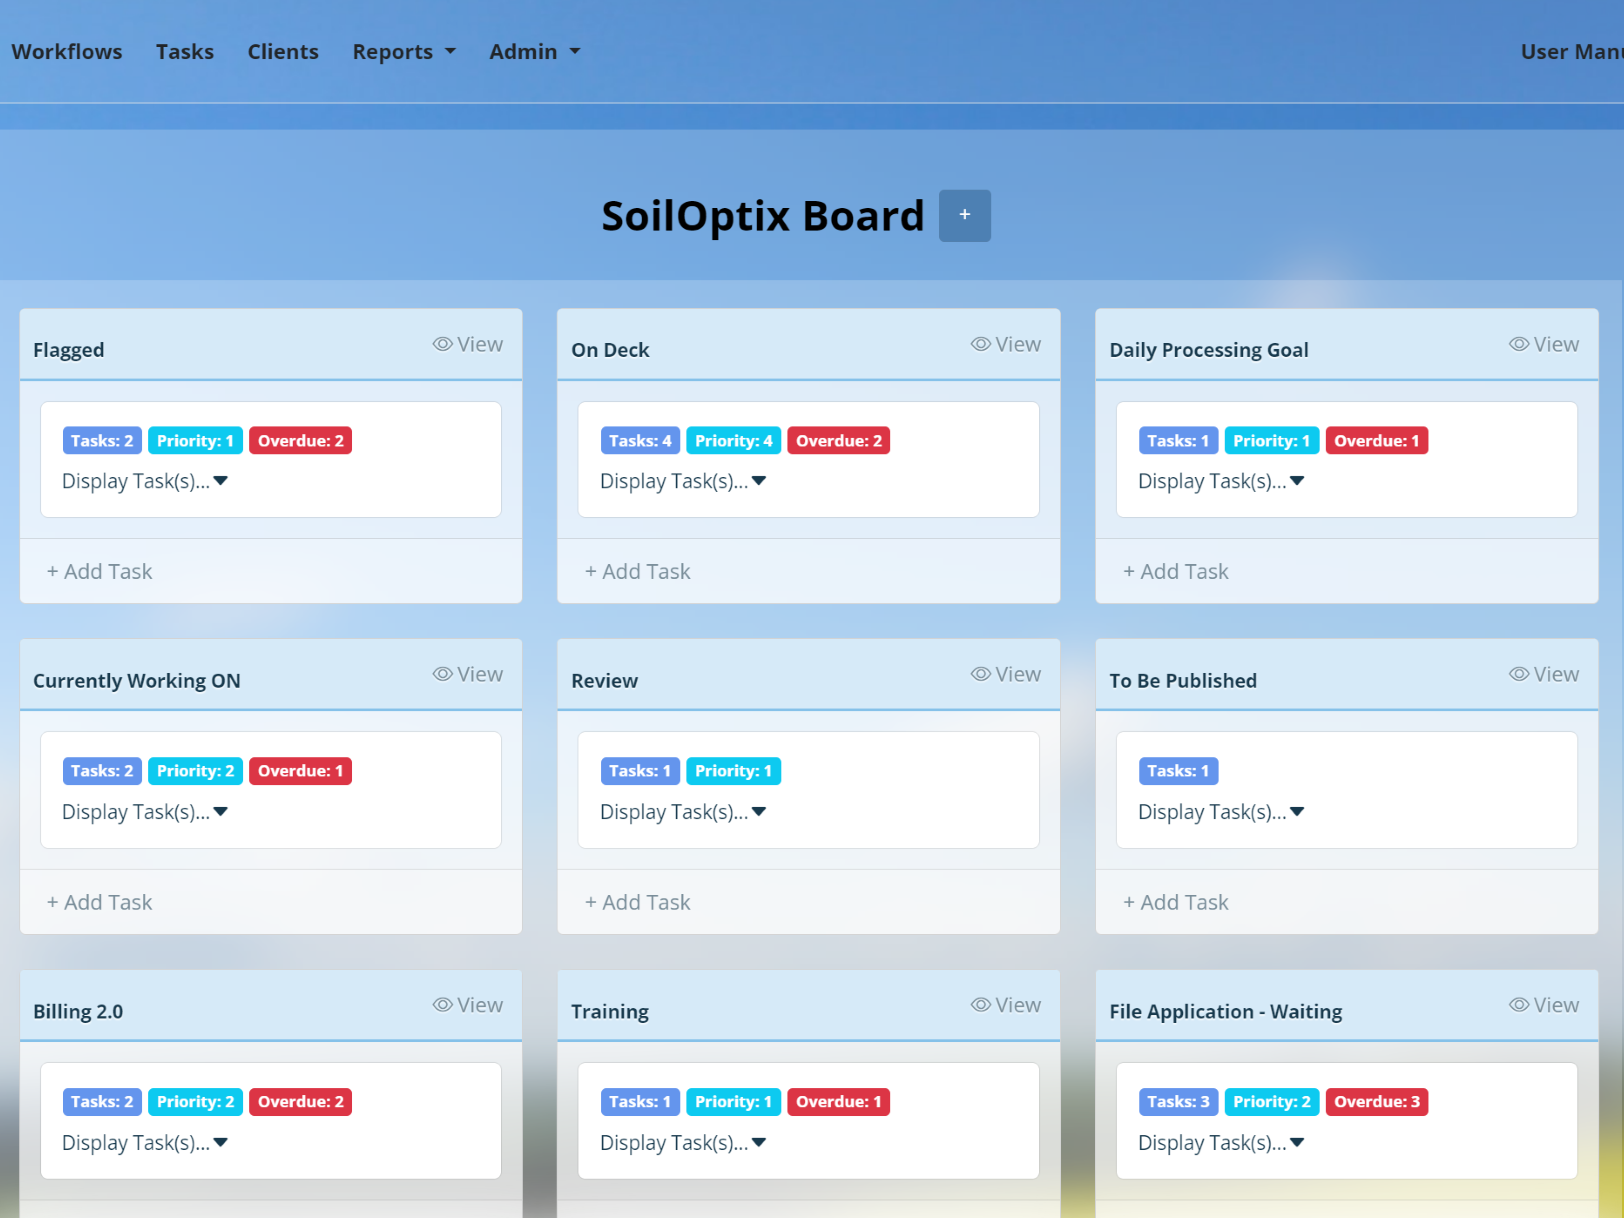 Workflows Tasks Clients Reports Admin User Manu
SoilOptix Board +
Flagged View
Tasks: 2 Priority: 1 Overdue: 2
Display Task(s)...
+ Add Task
On Deck View
Tasks: 4 Priority: 4 Overdue: 2
Display Task(s)...
+ Add Task
Daily Processing Goal View
Tasks: 1 Priority: 1 Overdue: 1
Display Task(s)...
+ Add Task
Currently Working ON View
Tasks: 2 Priority: 2 Overdue: 1
Display Task(s)...
+ Add Task
Review View
Tasks: 1 Priority: 1
Display Task(s)...
+ Add Task
To Be Published View
Tasks: 1
Display Task(s)...
+ Add Task
Billing 2.0 View
Tasks: 2 Priority: 2 Overdue: 2
Display Task(s)...
Training View
Tasks: 1 Priority: 1 Overdue: 1
Display Task(s)...
File Application - Waiting View
Tasks: 3 Priority: 2 Overdue: 3
Display Task(s)...